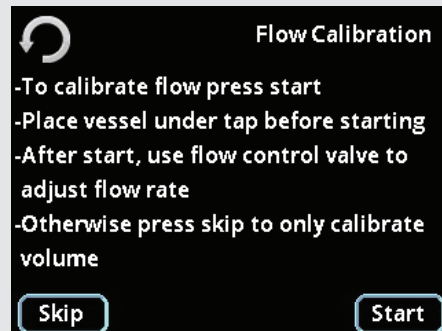 Flow Calibration
-To calibrate flow press start
-Place vessel under tap before starting
-After start, use flow control valve to
adjust flow rate
-Otherwise press skip to only calibrate
volume
Skip
Start